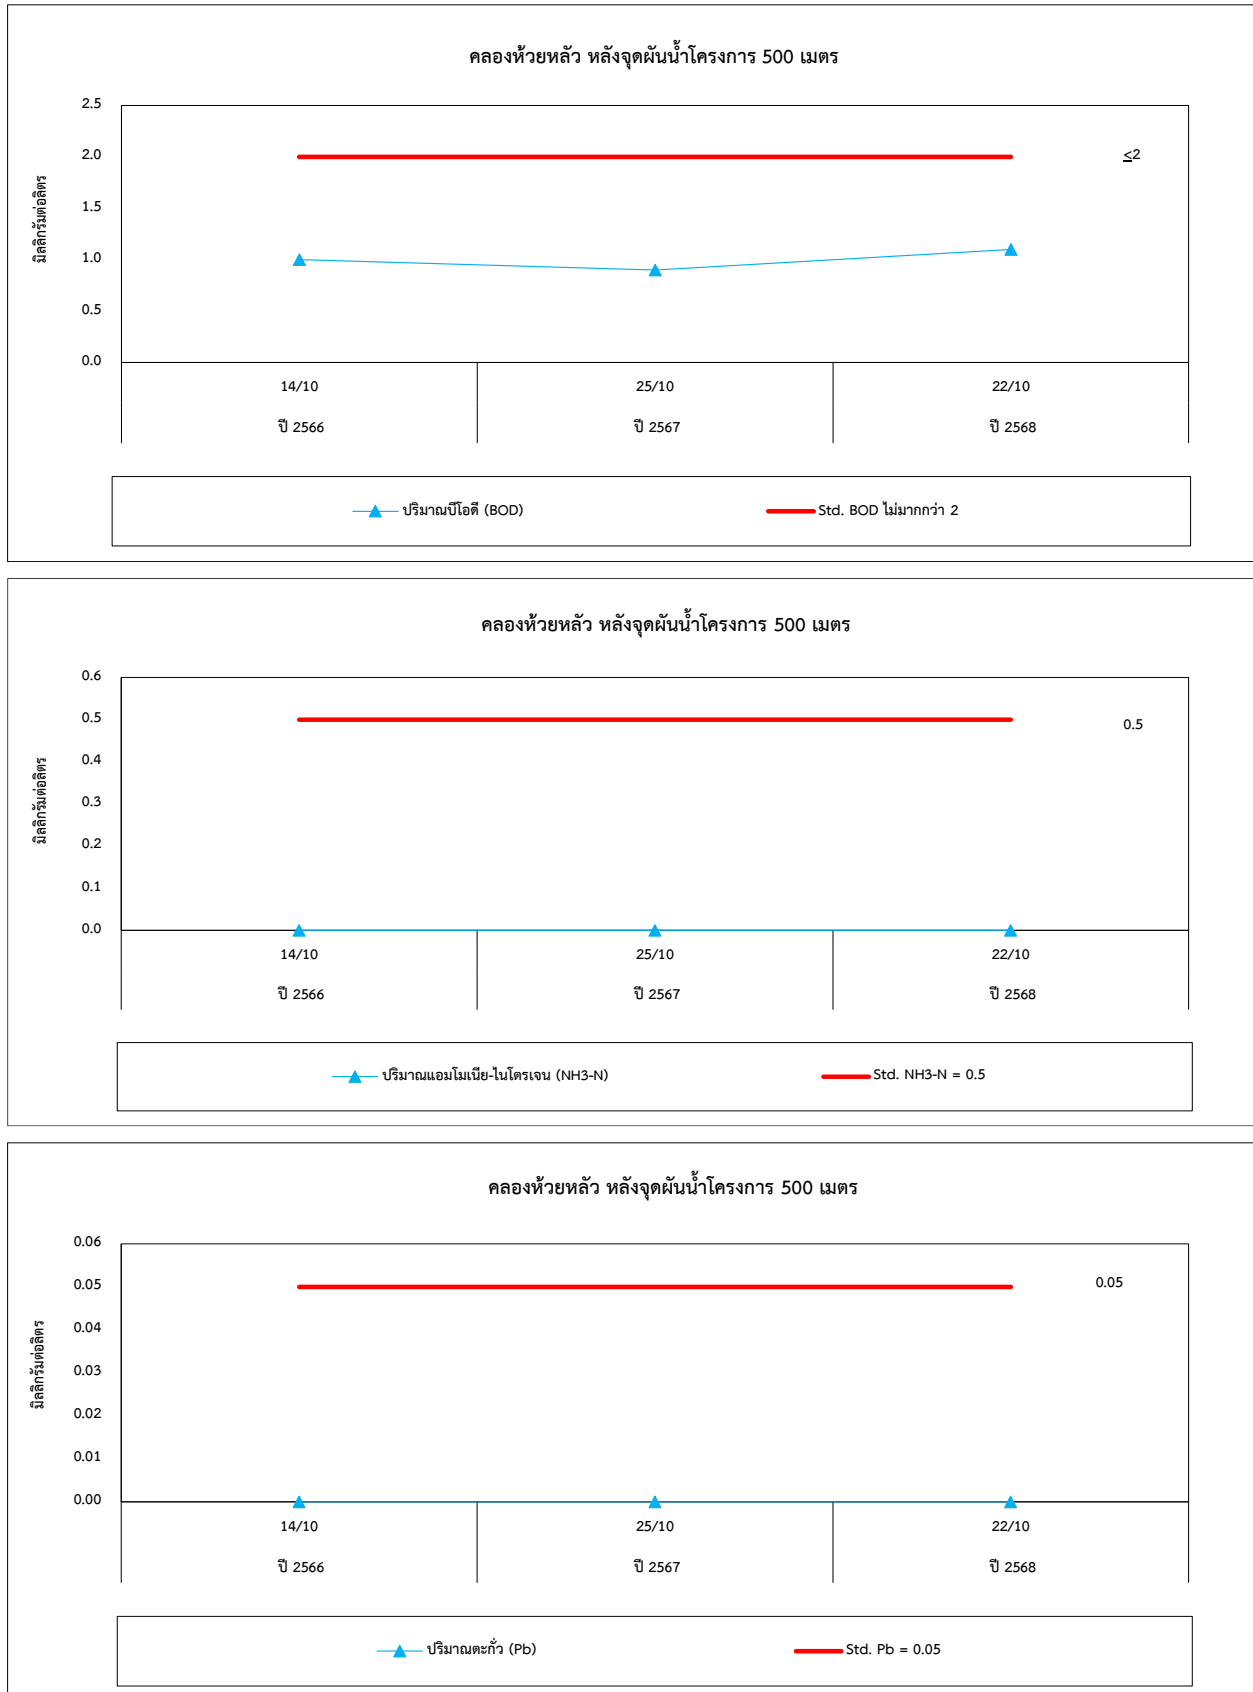 คลองห้วยหลัว หลังจุดผันน้ำโครงการ 500 เมตร
2.5
2.0
≤2
1.5
1.0
0.5
0.0
มิลลิกรัมต่อลิตร
14/10 25/10 22/10
ปี 2566 ปี 2567 ปี 2568
ปริมาณบีโอดี (BOD) Std. BOD ไม่มากกว่า 2
คลองห้วยหลัว หลังจุดผันน้ำโครงการ 500 เมตร
0.6
0.5
0.5
0.4
0.3
0.2
0.1
0.0
มิลลิกรัมต่อลิตร
14/10 25/10 22/10
ปี 2566 ปี 2567 ปี 2568
ปริมาณแอมโมเนีย-ไนโตรเจน (NH3-N) Std. NH3-N = 0.5
คลองห้วยหลัว หลังจุดผันน้ำโครงการ 500 เมตร
0.06
0.05
0.05
0.04
0.03
0.02
0.01
0.00
มิลลิกรัมต่อลิตร
14/10 25/10 22/10
ปี 2566 ปี 2567 ปี 2568
ปริมาณตะกั่ว (Pb) Std. Pb = 0.05